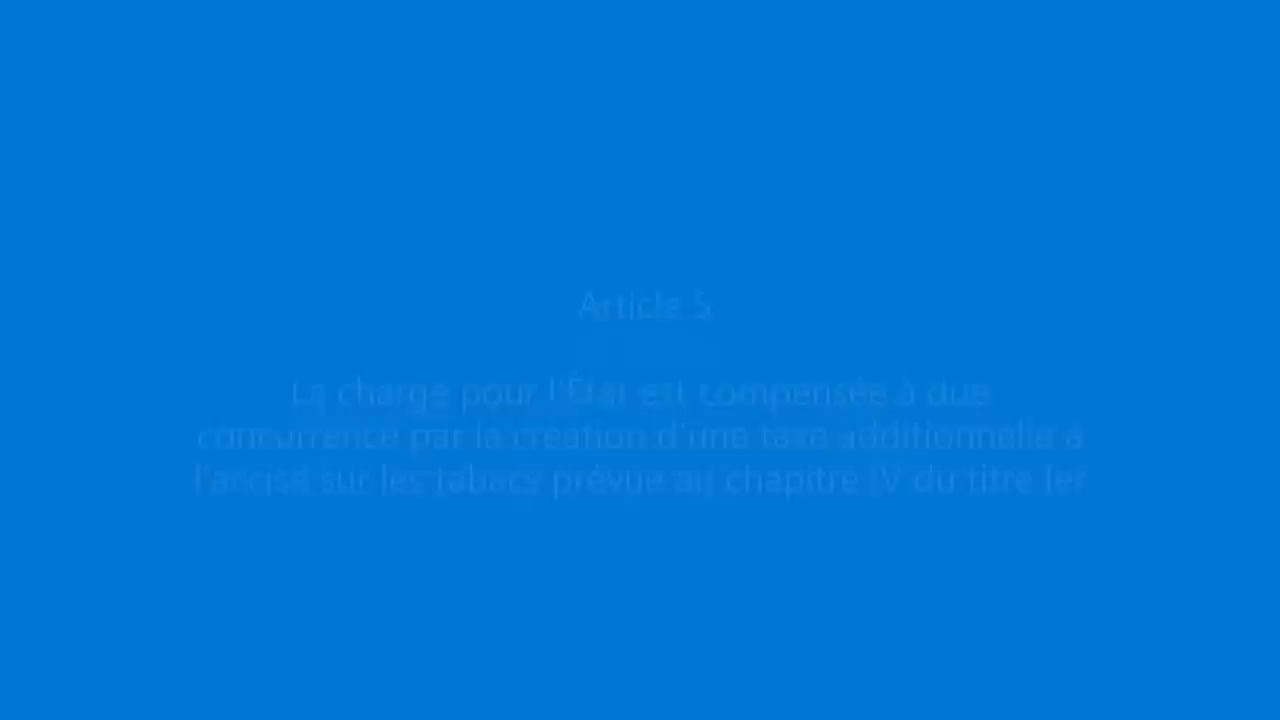 Article 5
La charge pour l'État est compensée à due
concurrence par la création d'une taxe additionnelle à
l'accise sur les tabacs prévue au chapitre IV du titre Ier